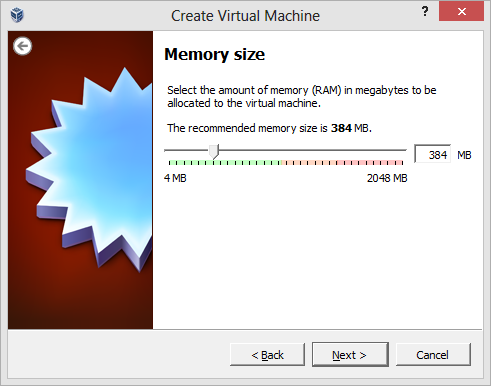 Create Virtual Machine
?
Memory size
Select the amount of memory (RAM) in megabytes to be
allocated to the virtual machine.
The recommended memory size is 384 MB.
384 MB
4 MB 2048 MB
< Back Next > Cancel